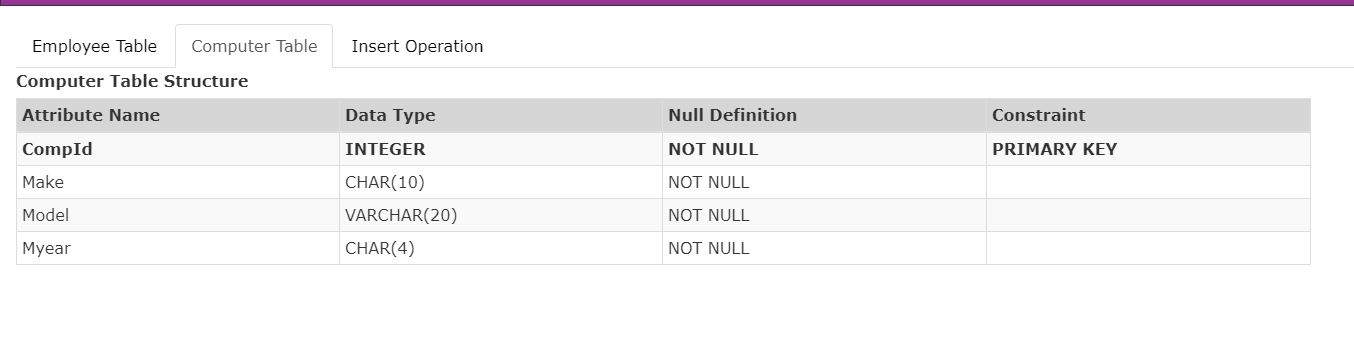 Employee Table Computer Table Insert Operation
Computer Table Structure
Attribute Name Data Type Null Definition Constraint
CompId INTEGER NOT NULL PRIMARY KEY
Make CHAR(10) NOT NULL
Model VARCHAR(20) NOT NULL
Myear CHAR(4) NOT NULL